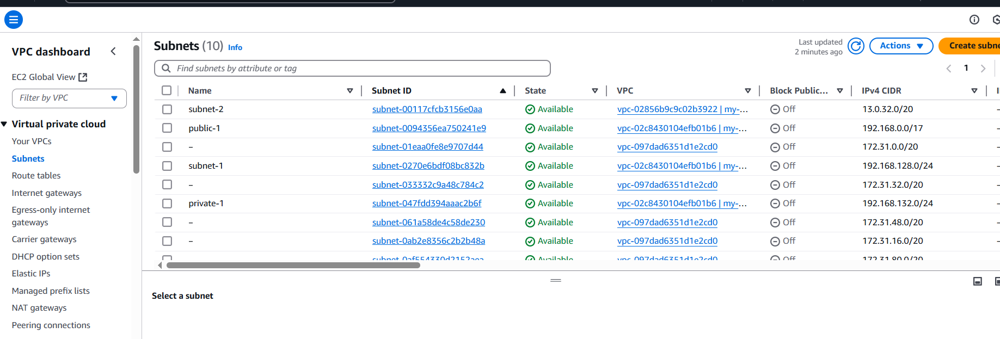 VPC dashboard
EC2 Global View
Filter by VPC
Virtual private cloud
Your VPCs
Subnets
Route tables
Internet gateways
Egress-only internet
gateways
Carrier gateways
DHCP option sets
Elastic IPs
Managed prefix lists
NAT gateways
Peering connections
Subnets (10) Info
Last updated
2 minutes ago
Actions
Create subne
Find subnets by attribute or tag
1
Name Subnet ID State VPC Block Public... IPv4 CIDR
subnet-2 subnet-00117cfcb3156e0aa Available vpc-02856b9c9c02b3922 | my-... Off 13.0.32.0/20 –
public-1 subnet-0094356ea750241e9 Available vpc-02c8430104efb01b6 | my-... Off 192.168.0.0/17 –
– subnet-01eaa0fe8e9707d44 Available vpc-097dad6351d1e2cd0 Off 172.31.0.0/20 –
subnet-1 subnet-0270e6bdf08bc832b Available vpc-02c8430104efb01b6 | my-... Off 192.168.128.0/24 –
– subnet-033332c9a48c784c2 Available vpc-097dad6351d1e2cd0 Off 172.31.32.0/20 –
private-1 subnet-047fdd394aaac2b6f Available vpc-02c8430104efb01b6 | my-... Off 192.168.132.0/24 –
– subnet-061a58de4c58de230 Available vpc-097dad6351d1e2cd0 Off 172.31.48.0/20 –
– subnet-0ab2e8356c2b2b48a Available vpc-097dad6351d1e2cd0 Off 172.31.16.0/20 –
subnet-0af554330d2152aea Available vpc-097dad6351d1e2cd0 Off 172.31.80.0/20
Select a subnet